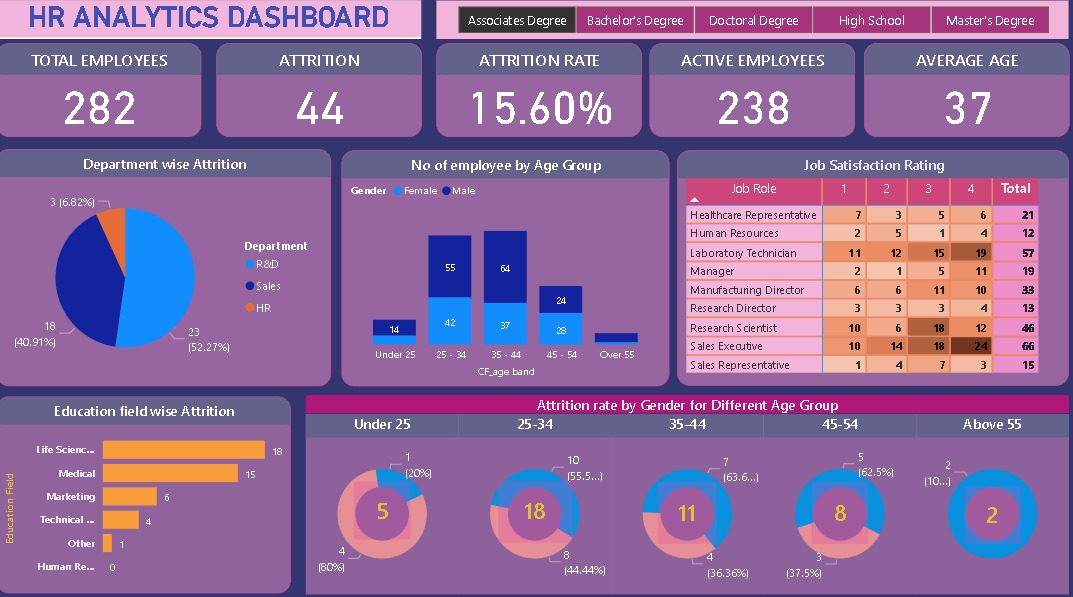 HR ANALYTICS DASHBOARD
Associates Degree
Bachelor's Degree
Doctoral Degree
High School
Master's Degree
TOTAL EMPLOYEES
282
ATTRITION
44
ATTRITION RATE
15.60%
ACTIVE EMPLOYEES
238
AVERAGE AGE
37
Department wise Attrition
3 (6.82%)
18
(40.91%)
23
(52.27%)
Department
R&D
Sales
HR
No of employee by Age Group
Gender Female Male
14
55
42
64
37
24
28
Under 25 25 - 34 35 - 44 45 - 54 Over 55
CF_age band
Job Satisfaction Rating
Job Role 1 2 3 4 Total
Healthcare Representative 7 3 5 6 21
Human Resources 2 5 1 4 12
Laboratory Technician 11 12 15 19 57
Manager 2 1 5 11 19
Manufacturing Director 6 6 11 10 33
Research Director 3 3 3 4 13
Research Scientist 10 6 18 12 46
Sales Executive 10 14 18 24 66
Sales Representative 1 4 7 3 15
Education field wise Attrition
Education Field
Life Scienc... 18
Medical 15
Marketing 6
Technical ... 4
Other 1
Human Re... 0
Attrition rate by Gender for Different Age Group
Under 25
1
(20%)
5
4
(80%)
25-34
10
(55.5...)
18
8
(44.44%)
35-44
7
(63.6...)
11
4
(36.36%)
45-54
5
(62.5%)
8
3
(37.5%)
Above 55
2
(10...)
2